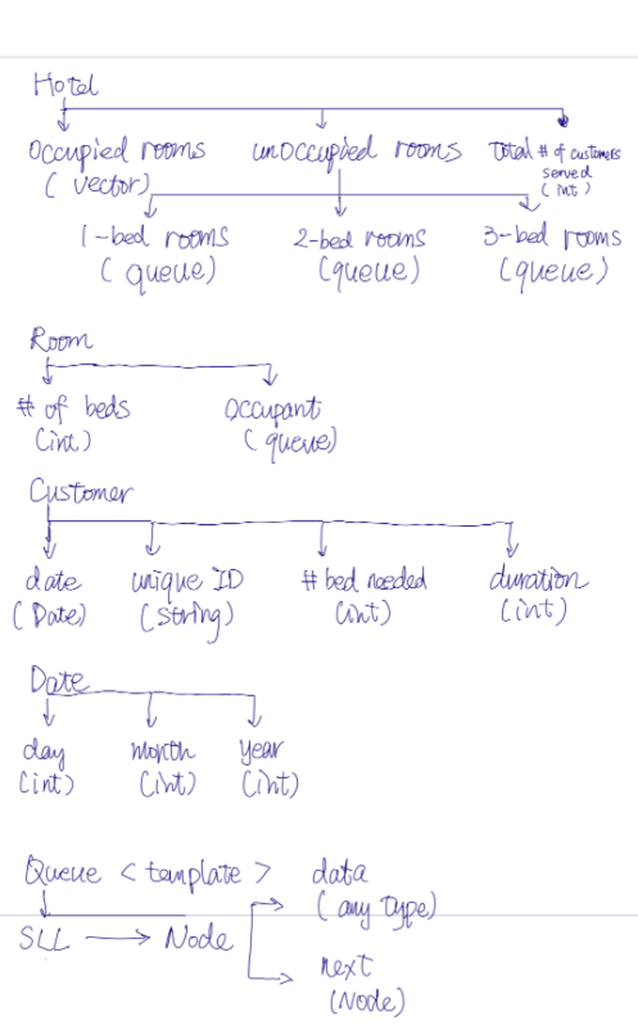 Hotel
Occupied rooms unOccupied rooms Total # of customers
served
( vector) ( int )
1-bed rooms 2-bed rooms 3-bed rooms
( queue) (queue) (queue)
Room
# of beds Occupant
(int) ( queue)
Customer
date unique ID # bed needed duration
( Date) (string) (int) (int)
Date
day month year
(int) (int) (int)
Queue < template > data
( any Type)
SLL Node
next
(Node)